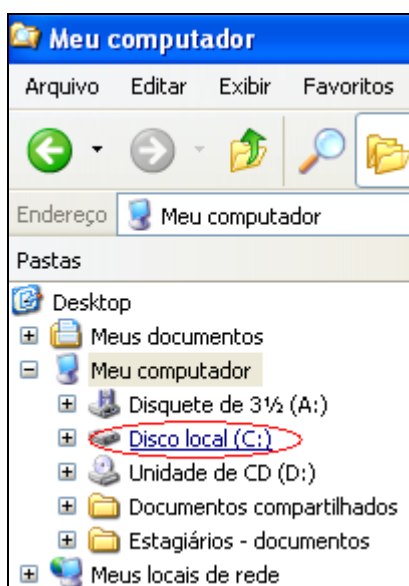 Meu computador
Arquivo Editar Exibir Favoritos
Endereço Meu computador
Pastas
Desktop
Meus documentos
Meu computador
Disquete de 3½ (A:)
Disco local (C:)
Unidade de CD (D:)
Documentos compartilhados
Estagiários - documentos
Meus locais de rede